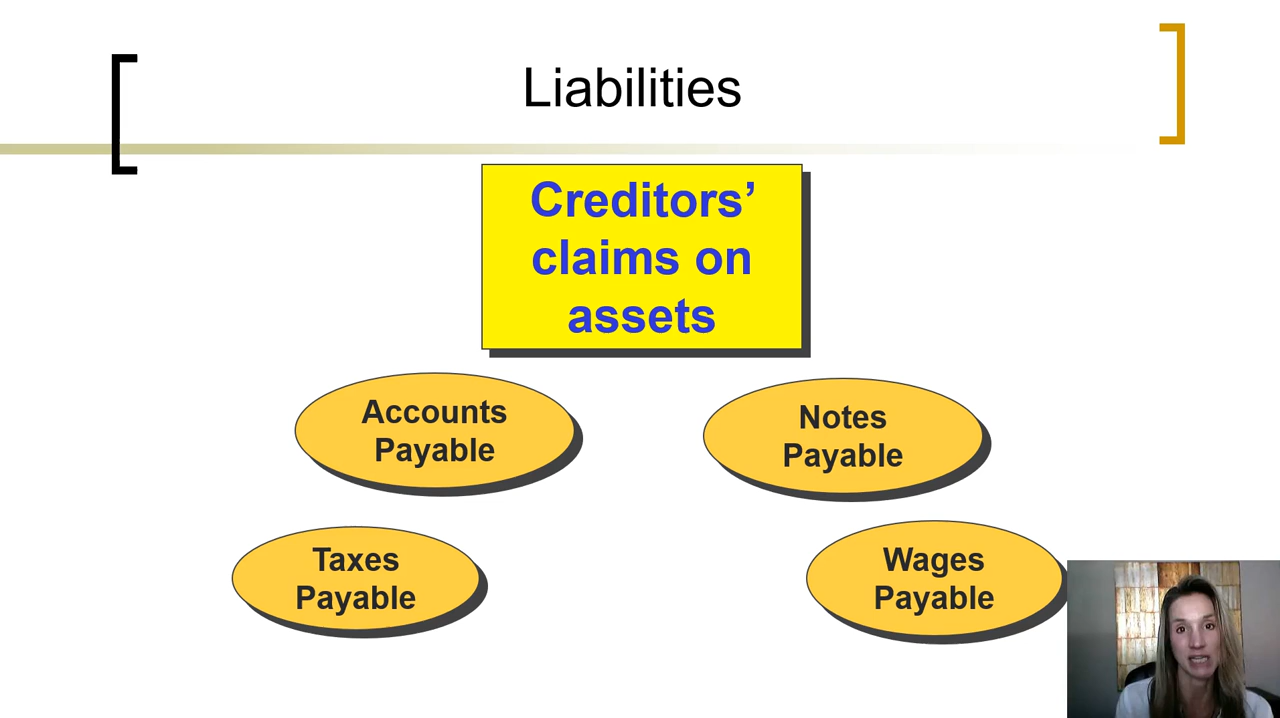 Liabilities
Creditors’
claims on
assets
Accounts
Payable
Notes
Payable
Taxes
Payable
Wages
Payable